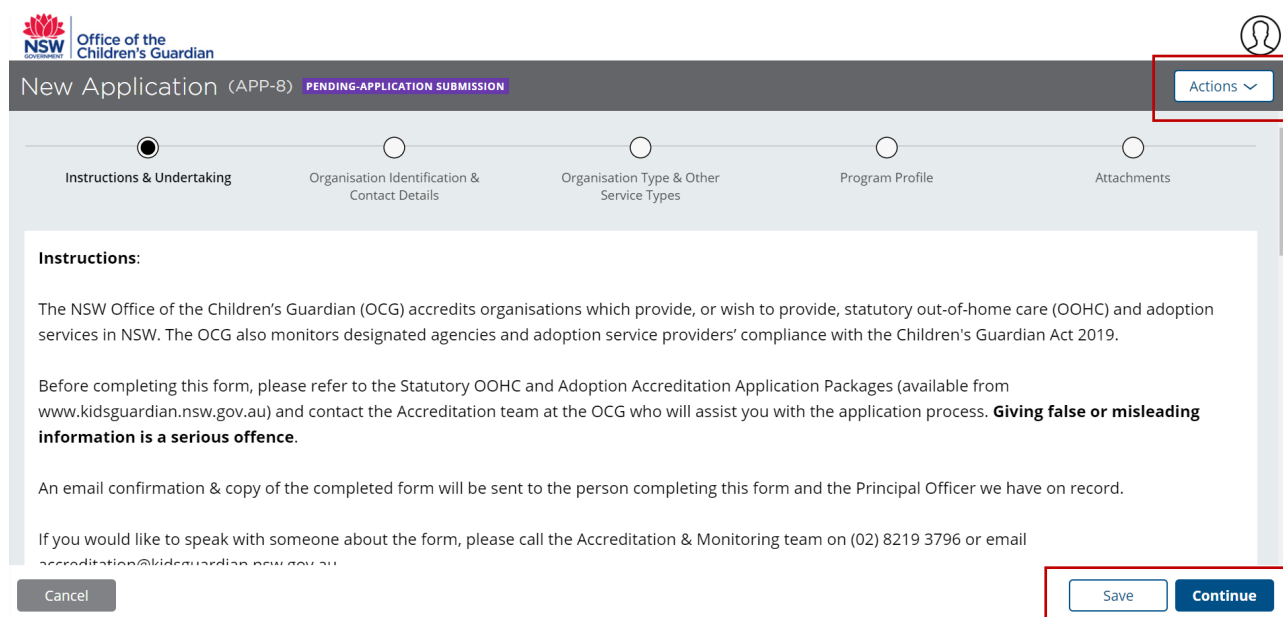 NSW
GOVERNMENT
Office of the
Children's Guardian
New Application (APP-8) PENDING-APPLICATION SUBMISSION
Actions
Instructions & Undertaking
Organisation Identification &
Contact Details
Organisation Type & Other
Service Types
Program Profile
Attachments
Instructions:
The NSW Office of the Children’s Guardian (OCG) accredits organisations which provide, or wish to provide, statutory out-of-home care (OOHC) and adoption
services in NSW. The OCG also monitors designated agencies and adoption service providers’ compliance with the Children's Guardian Act 2019.
Before completing this form, please refer to the Statutory OOHC and Adoption Accreditation Application Packages (available from
www.kidsguardian.nsw.gov.au) and contact the Accreditation team at the OCG who will assist you with the application process. Giving false or misleading
information is a serious offence.
An email confirmation & copy of the completed form will be sent to the person completing this form and the Principal Officer we have on record.
If you would like to speak with someone about the form, please call the Accreditation & Monitoring team on (02) 8219 3796 or email
accreditation@kidsguardian.nsw.gov.au
Cancel
Save
Continue